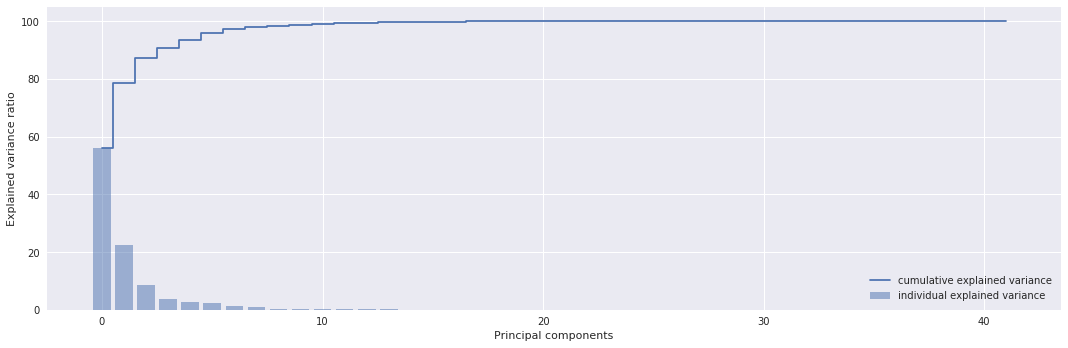 100
80
60
40
20
0
Explained variance ratio
cumulative explained variance
individual explained variance
0 10 20 30 40
Principal components